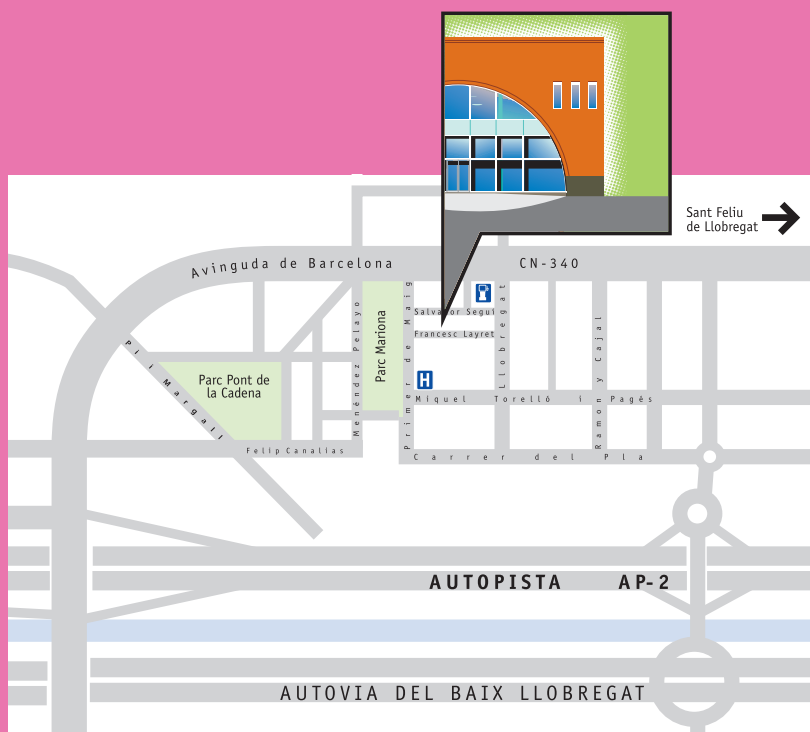 Sant Feliu
de Llobregat
Avinguda de Barcelona
CN-340
Salvador Seguí
Francesc Layret
Llobregat
Primer de Maig
Parc Mariona
Menéndez Pelayo
Ramon y Cajal
Pi i Margall
Parc Pont de
la Cadena
H
Miquel Torelló i Pagès
Felip Canalias
Carrer del Pla
AUTOPISTA AP-2
AUTOVIA DEL BAIX LLOBREGAT